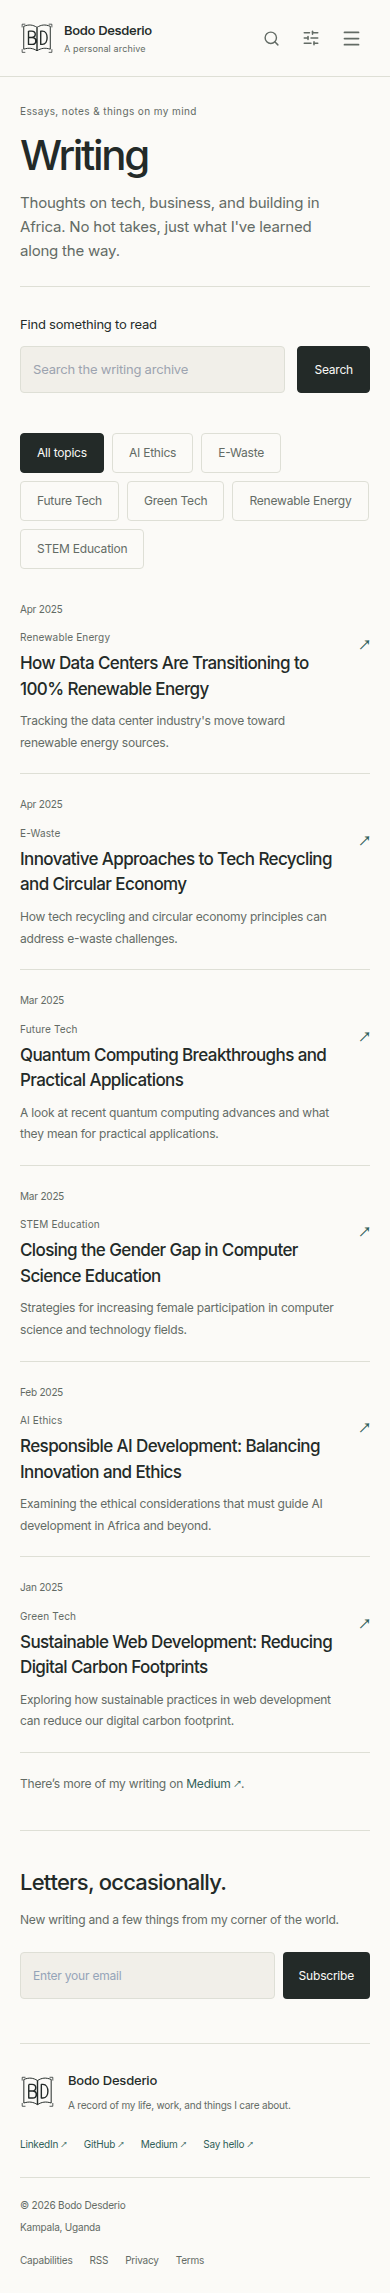 BD
Bodo Desderio
A personal archive
Essays, notes & things on my mind
Writing
Thoughts on tech, business, and building in
Africa. No hot takes, just what I've learned
along the way.
Find something to read
Search the writing archive
Search
All topics
AI Ethics
E-Waste
Future Tech
Green Tech
Renewable Energy
STEM Education
Apr 2025
Renewable Energy
How Data Centers Are Transitioning to
100% Renewable Energy
Tracking the data center industry's move toward
renewable energy sources.
Apr 2025
E-Waste
Innovative Approaches to Tech Recycling
and Circular Economy
How tech recycling and circular economy principles can
address e-waste challenges.
Mar 2025
Future Tech
Quantum Computing Breakthroughs and
Practical Applications
A look at recent quantum computing advances and what
they mean for practical applications.
Mar 2025
STEM Education
Closing the Gender Gap in Computer
Science Education
Strategies for increasing female participation in computer
science and technology fields.
Feb 2025
AI Ethics
Responsible AI Development: Balancing
Innovation and Ethics
Examining the ethical considerations that must guide AI
development in Africa and beyond.
Jan 2025
Green Tech
Sustainable Web Development: Reducing
Digital Carbon Footprints
Exploring how sustainable practices in web development
can reduce our digital carbon footprint.
There's more of my writing on Medium ↗.
Letters, occasionally.
New writing and a few things from my corner of the world.
Enter your email
Subscribe
BD
Bodo Desderio
A record of my life, work, and things I care about.
LinkedIn ↗ GitHub ↗ Medium ↗ Say hello ↗
© 2026 Bodo Desderio
Kampala, Uganda
Capabilities RSS Privacy Terms